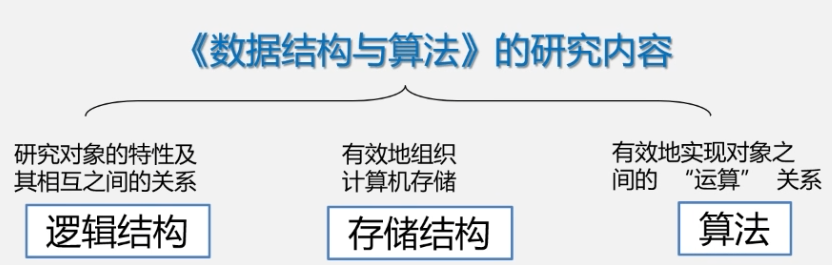 《数据结构与算法》的研究内容
研究对象的特性及
其相互之间的关系
逻辑结构
有效地组织
计算机存储
存储结构
有效地实现对象之
间的 “运算” 关系
算法